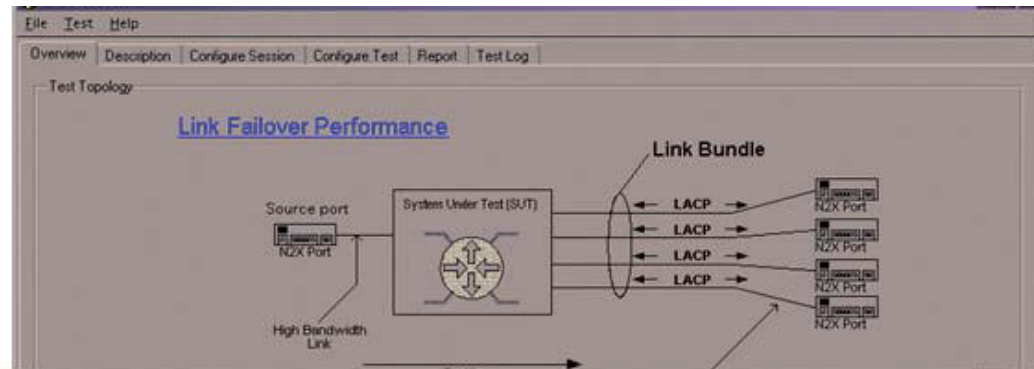 File Test Help
Overview Description Configure Session Configure Test Report Test Log
Test Topology
Link Failover Performance
Link Bundle
Source port
System Under Test (SUT)
N2X Port
High Bandwidth
Link
LACP
LACP
LACP
LACP
N2X Port
N2X Port
N2X Port
N2X Port